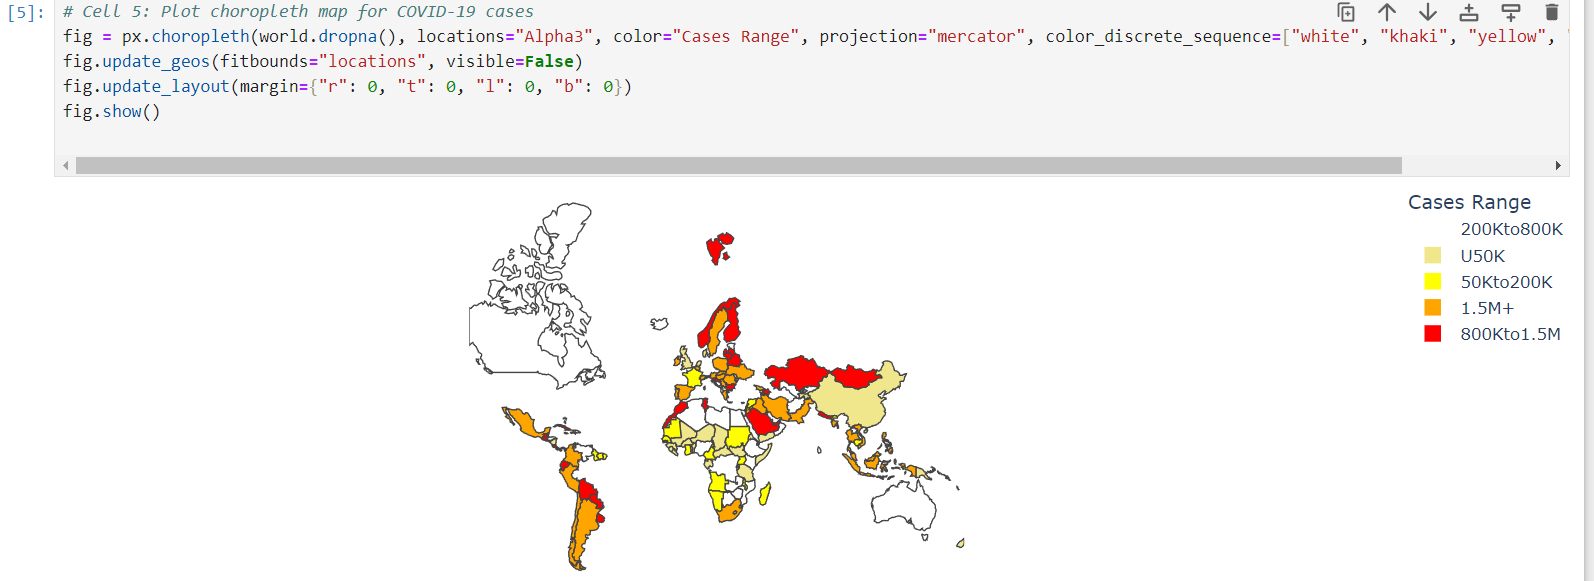 [5]:
# Cell 5: Plot choropleth map for COVID-19 cases
fig = px.choropleth(world.dropna(), locations="Alpha3", color="Cases Range", projection="mercator", color_discrete_sequence=["white", "khaki", "yellow", "
fig.update_geos(fitbounds="locations", visible=False)
fig.update_layout(margin={"r": 0, "t": 0, "l": 0, "b": 0})
fig.show()
Cases Range
200Kto800K
U50K
50Kto200K
1.5M+
800Kto1.5M